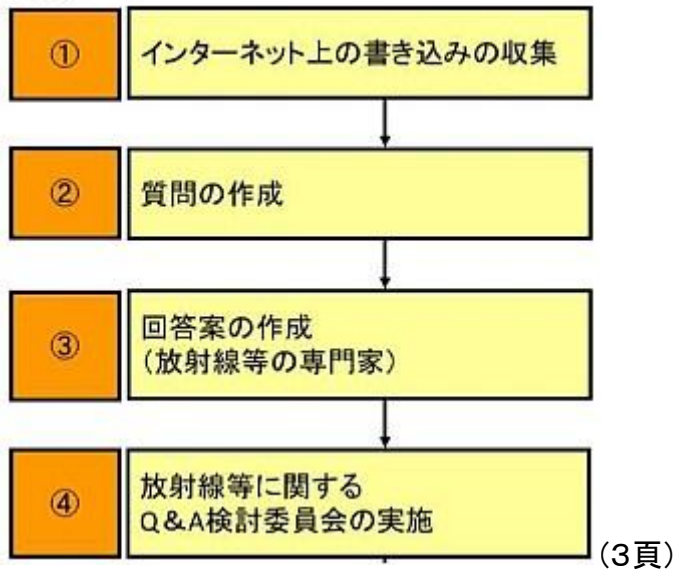 ① インターネット上の書き込みの収集
② 質問の作成
③ 回答案の作成
(放射線等の専門家)
④ 放射線等に関する
Q&A検討委員会の実施
(3頁)